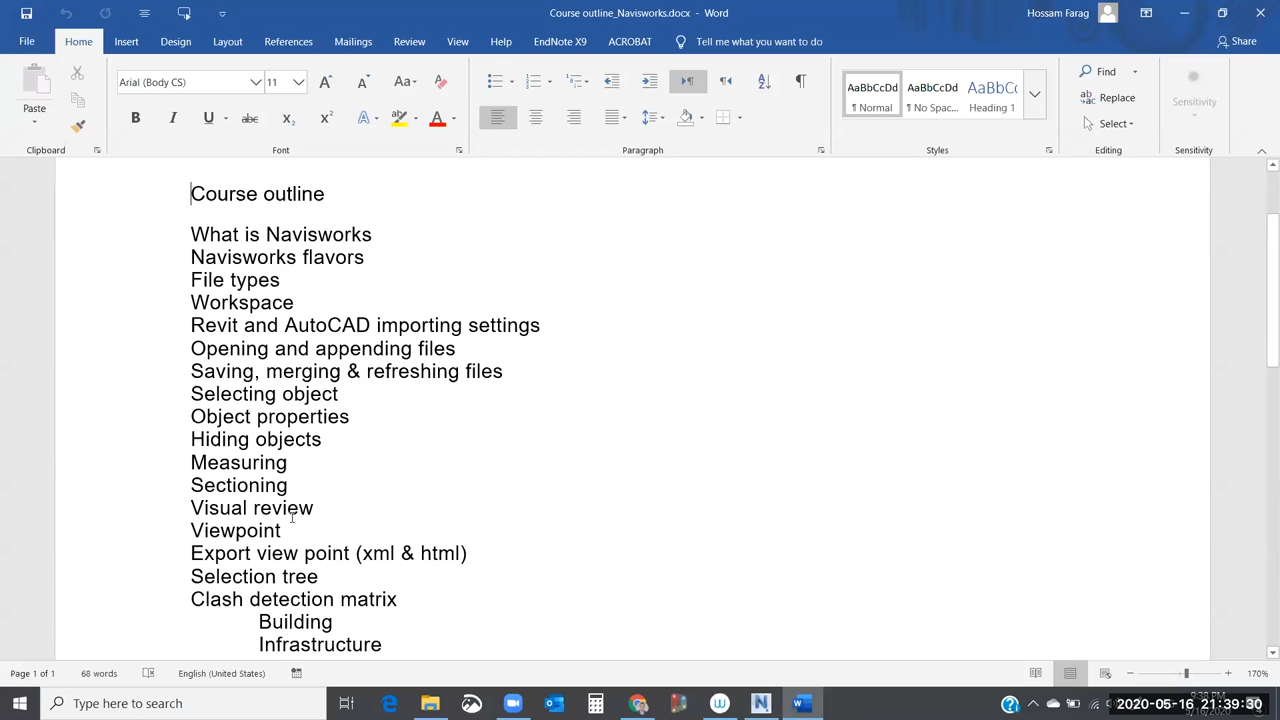 Course outline_Navisworks.docx - Word
Hossam Farag
File Home Insert Design Layout References Mailings Review View Help EndNote X9 ACROBAT Tell me what you want to do Share
Arial (Body CS) 11
Paste
Find
Replace
Select
AaBbCcDd AaBbCcDd AaBbCc
¶ Normal ¶ No Spac... Heading 1
Sensitivity
Clipboard Font Paragraph Styles Editing Sensitivity
Course outline
What is Navisworks
Navisworks flavors
File types
Workspace
Revit and AutoCAD importing settings
Opening and appending files
Saving, merging & refreshing files
Selecting object
Object properties
Hiding objects
Measuring
Sectioning
Visual review
Viewpoint
Export view point (xml & html)
Selection tree
Clash detection matrix
Building
Infrastructure
Page 1 of 1 68 words English (United States) 170%
Type here to search
9:38 PM
2020-05-16, 21:39:30